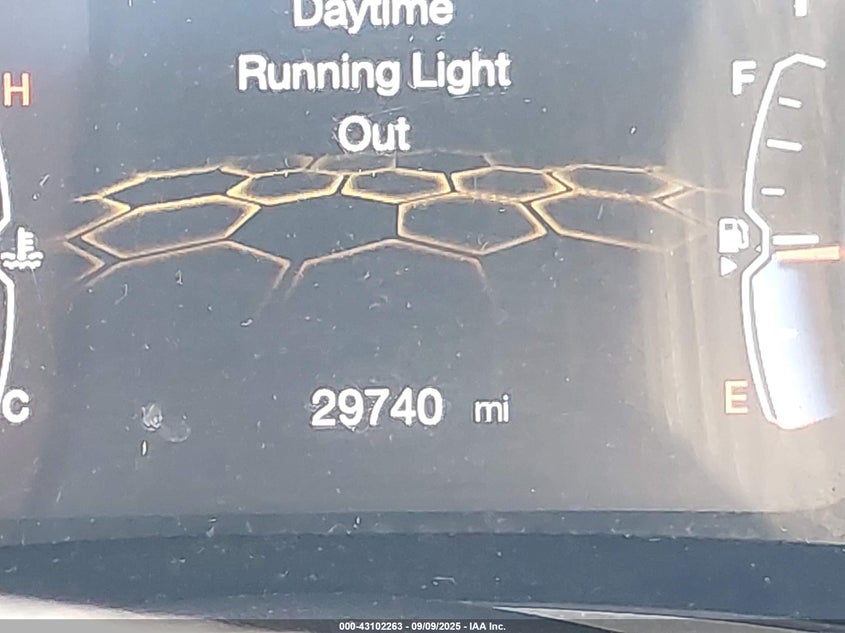 Daytime
Running Light
Out
H
F
29740 mi
C
E
000-43102263 - 09/09/2025 - IAA Inc.